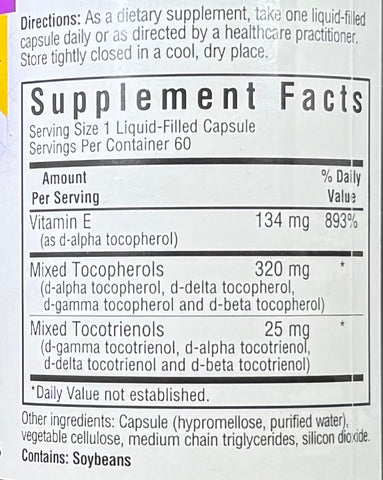 Directions: As a dietary supplement, take one liquid-filled
capsule daily or as directed by a healthcare practitioner.
Store tightly closed in a cool, dry place.
Supplement Facts
Serving Size 1 Liquid-Filled Capsule
Servings Per Container 60
Amount Per Serving % Daily Value
Vitamin E 134 mg 893%
(as d-alpha tocopherol)
Mixed Tocopherols 320 mg *
(d-alpha tocopherol, d-delta tocopherol,
d-gamma tocopherol and d-beta tocopherol)
Mixed Tocotrienols 25 mg *
(d-gamma tocotrienol, d-alpha tocotrienol,
d-delta tocotrienol and d-beta tocotrienol)
*Daily Value not established.
Other ingredients: Capsule (hypromellose, purified water),
vegetable cellulose, medium chain triglycerides, silicon dioxide.
Contains: Soybeans